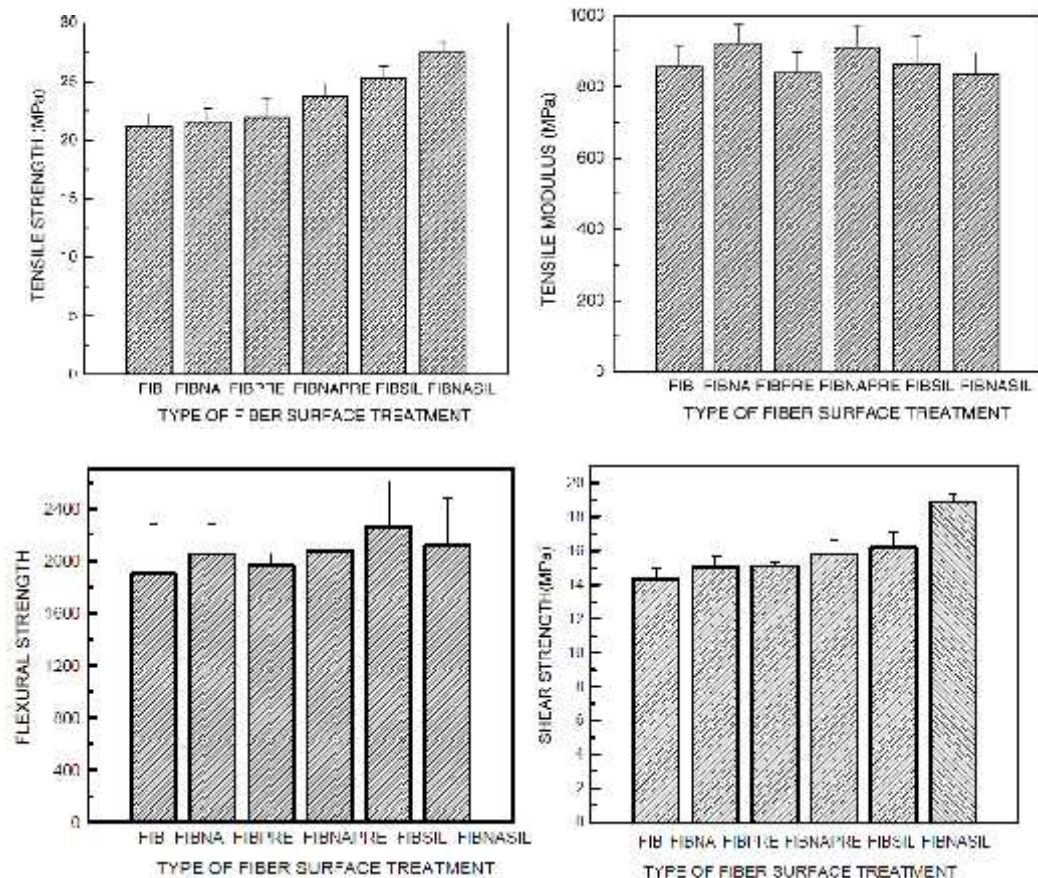 30
25
20
15
10
5
0
TENSILE STRENGTH (MPa)
FIB FIBNA FIBPRE FIBNAPRE FIBSIL FIBNASIL
TYPE OF FIBER SURFACE TREATMENT
1000
800
600
400
200
0
TENSILE MODULUS (MPa)
FIB FIBNA FIBPRE FIBNAPRE FIBSIL FIBNASIL
TYPE OF FIBER SURFACE TREATMENT
2400
2000
1600
1200
800
400
0
FLEXURAL STRENGTH
FIB FIBNA FIBPRE FIBNAPRE FIBSIL FIBNASIL
TYPE OF FIBER SURFACE TREATMENT
20
18
16
14
12
10
8
6
4
2
0
SHEAR STRENGTH(MPa)
FIB FIBNA FIBPRE FIBNAPRE FIBSIL FIBNASIL
TYPE OF FIBER SURFACE TREATMENT